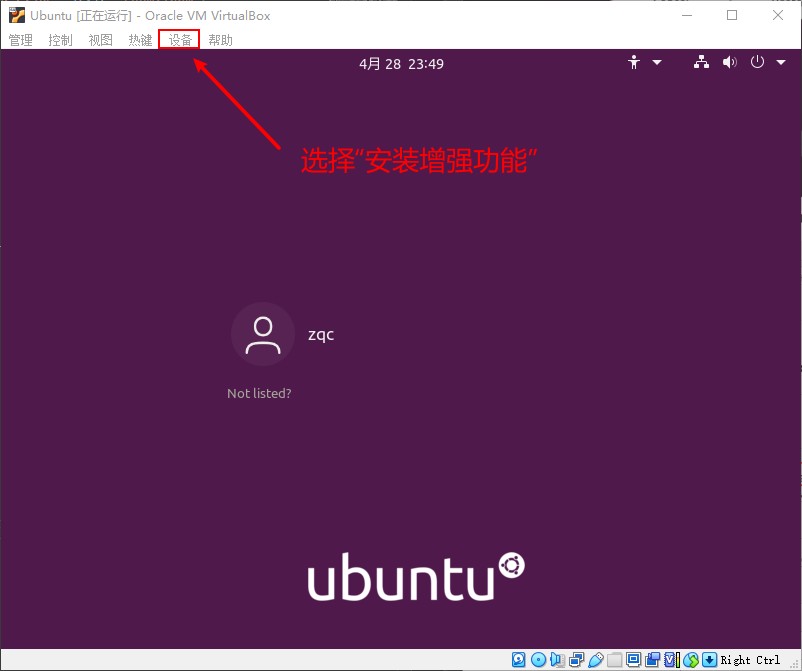 Ubuntu [正在运行] - Oracle VM VirtualBox
管理 控制 视图 热键 设备 帮助
4月 28 23:49
选择“安装增强功能”
zqc
Not listed?
ubuntu
Right Ctrl